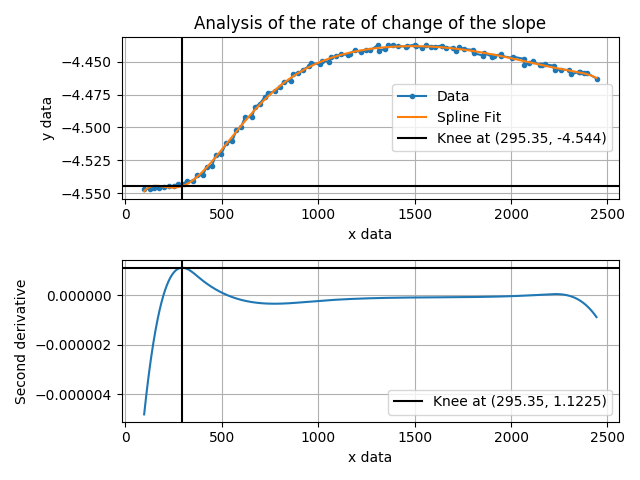 Analysis of the rate of change of the slope
−4.450
−4.475
−4.500
−4.525
−4.550
y data
Data
Spline Fit
Knee at (295.35, -4.544)
0
500
1000
1500
2000
2500
x data
0.000000
−0.000002
−0.000004
Second derivative
Knee at (295.35, 1.1225)
0
500
1000
1500
2000
2500
x data